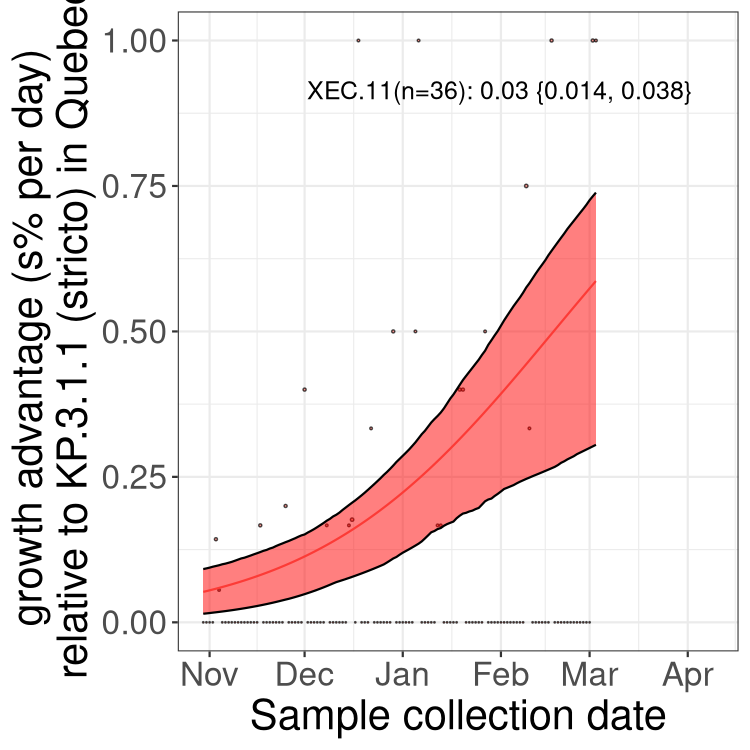 growth advantage (s% per day)
relative to KP.3.1.1 (stricto) in Quebec
1.00
0.75
0.50
0.25
0.00
XEC.11(n=36): 0.03 {0.014, 0.038}
Nov Dec Jan Feb Mar Apr
Sample collection date